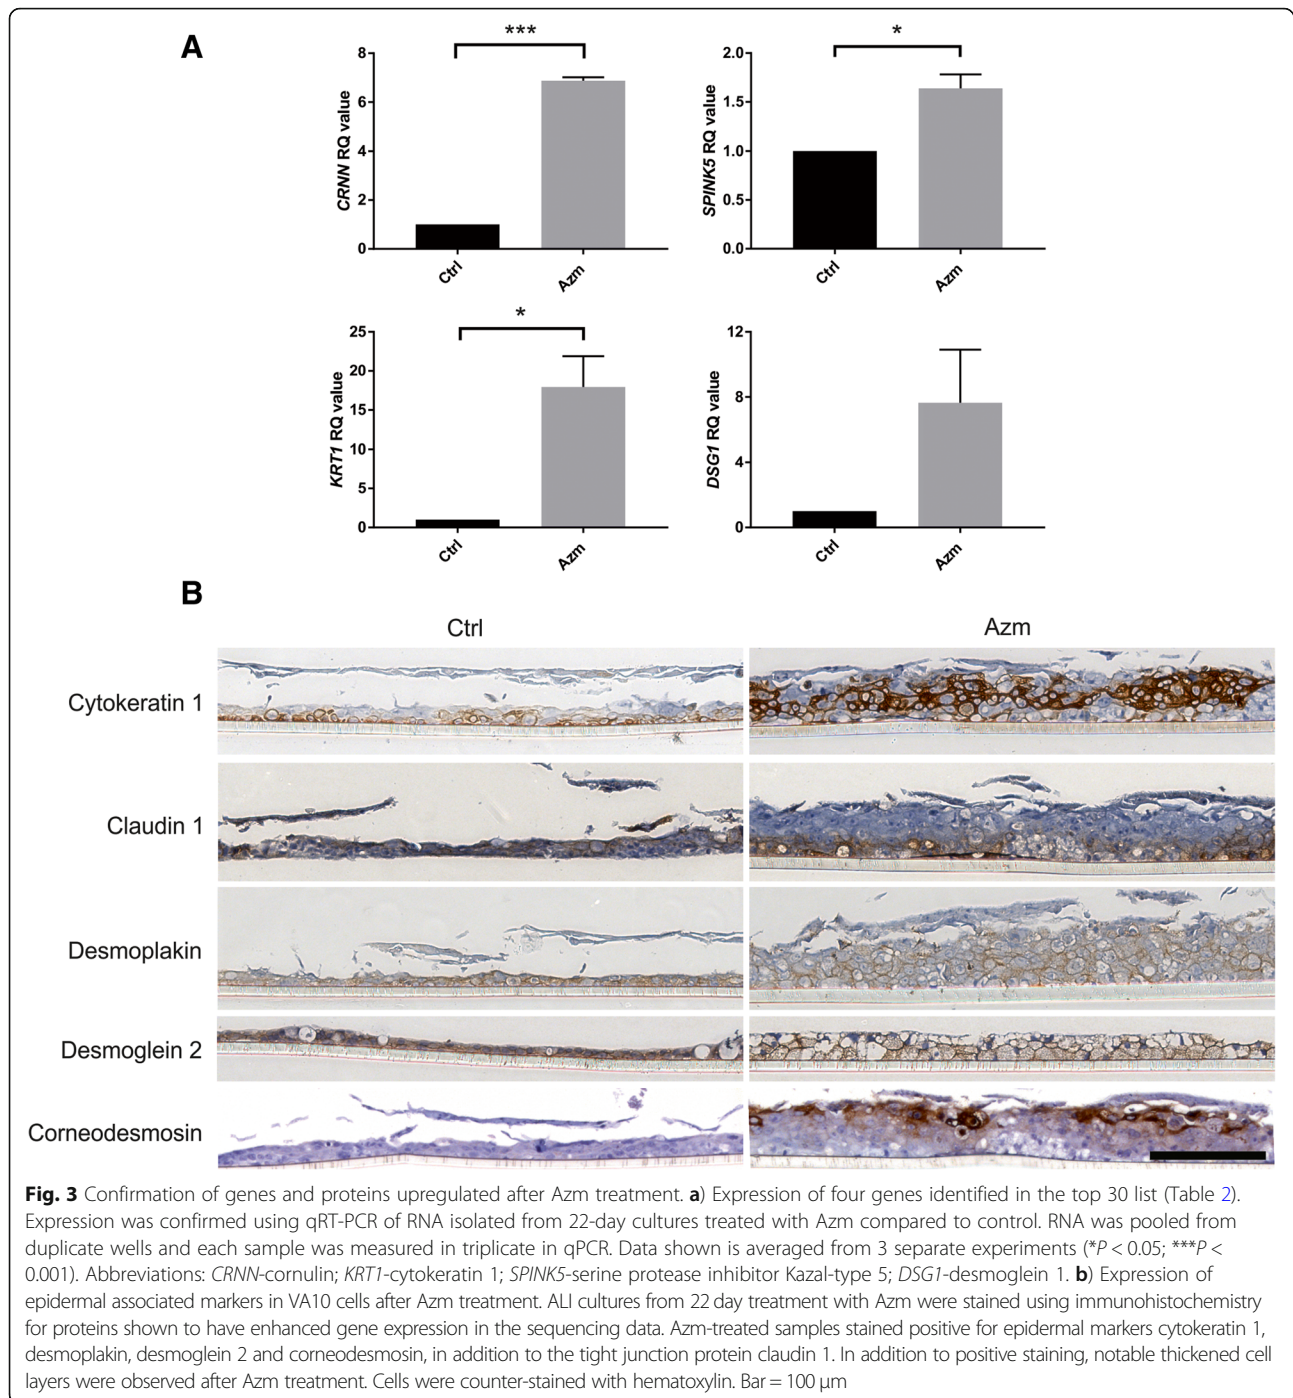 A
***
8
6
4
2
0
CRNN RQ value
Ctrl
Azm
*
2.0
1.5
1.0
0.5
0.0
SPINK5 RQ value
Ctrl
Azm
*
25
20
15
10
5
0
KRT1 RQ value
Ctrl
Azm
12
8
4
0
DSG1 RQ value
Ctrl
Azm
B
Ctrl
Azm
Cytokeratin 1
Claudin 1
Desmoplakin
Desmoglein 2
Corneodesmosin
Fig. 3 Confirmation of genes and proteins upregulated after Azm treatment. a) Expression of four genes identified in the top 30 list (Table 2).
Expression was confirmed using qRT-PCR of RNA isolated from 22-day cultures treated with Azm compared to control. RNA was pooled from
duplicate wells and each sample was measured in triplicate in qPCR. Data shown is averaged from 3 separate experiments (*P < 0.05; ***P <
0.001). Abbreviations: CRNN-cornulin; KRT1-cytokeratin 1; SPINK5-serine protease inhibitor Kazal-type 5; DSG1-desmoglein 1. b) Expression of
epidermal associated markers in VA10 cells after Azm treatment. ALI cultures from 22 day treatment with Azm were stained using immunohistochemistry
for proteins shown to have enhanced gene expression in the sequencing data. Azm-treated samples stained positive for epidermal markers cytokeratin 1,
desmoplakin, desmoglein 2 and corneodesmosin, in addition to the tight junction protein claudin 1. In addition to positive staining, notable thickened cell
layers were observed after Azm treatment. Cells were counter-stained with hematoxylin. Bar = 100 μm